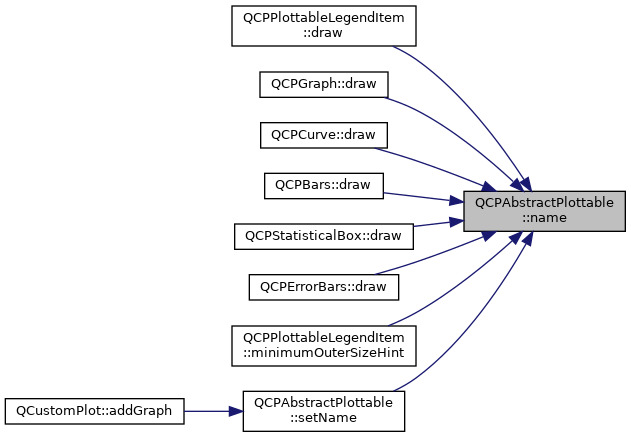 QCPPlottableLegendItem
::draw
QCPGraph::draw
QCPCurve::draw
QCPBars::draw
QCPAbstractPlottable
::name
QCPStatisticalBox::draw
QCPErrorBars::draw
QCPPlottableLegendItem
::minimumOuterSizeHint
QCustomPlot::addGraph
QCPAbstractPlottable
::setName